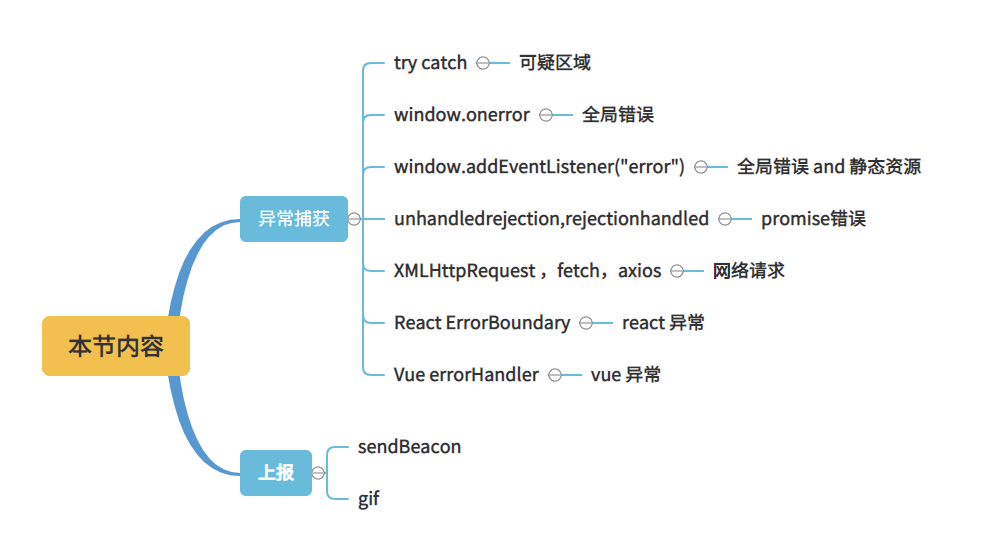 本节内容
异常捕获
try catch
可疑区域
window.onerror
全局错误
window.addEventListener("error")
全局错误 and 静态资源
unhandledrejection,rejectionhandled
promise错误
XMLHttpRequest ，fetch，axios
网络请求
React ErrorBoundary
react 异常
Vue errorHandler
vue 异常
上报
sendBeacon
gif